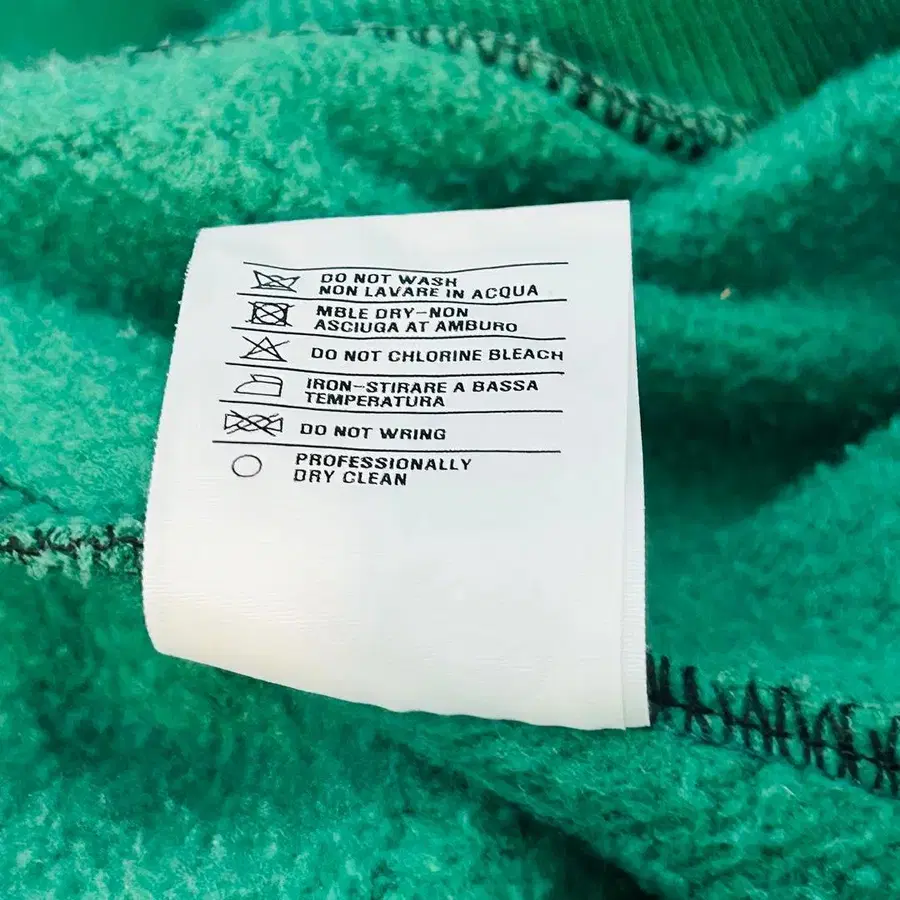 DO NOT WASH
NON LAVARE IN ACQUA
MBLE DRY-NON
ASCIUGA AT AMBURO
DO NOT CHLORINE BLEACH
IRON-STIRARE A BASSA
TEMPERATURA
DO NOT WRING
PROFESSIONALLY
DRY CLEAN